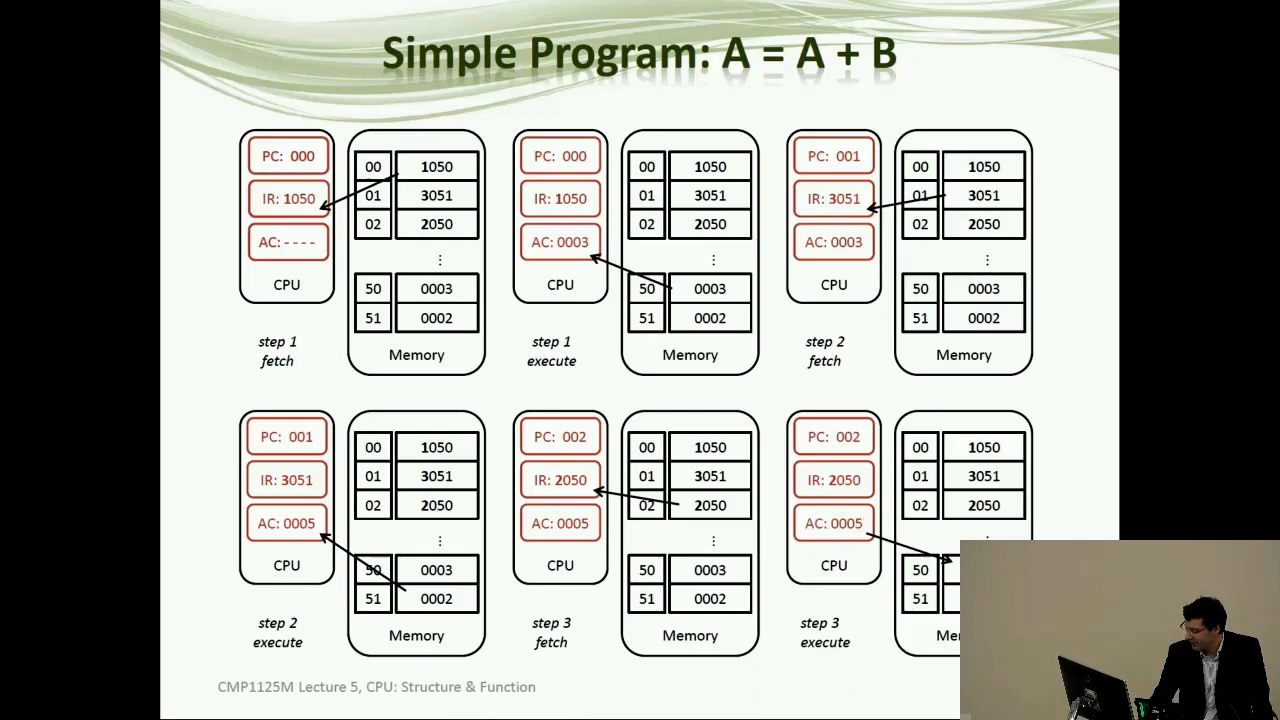 Simple Program: A = A + B
PC: 000
IR: 1050
AC: - - - -
CPU
00 1050
01 3051
02 2050
⋮
50 0003
51 0002
Memory
step 1
fetch
PC: 000
IR: 1050
AC: 0003
CPU
00 1050
01 3051
02 2050
⋮
50 0003
51 0002
Memory
step 1
execute
PC: 001
IR: 3051
AC: 0003
CPU
00 1050
01 3051
02 2050
⋮
50 0003
51 0002
Memory
step 2
fetch
PC: 001
IR: 3051
AC: 0005
CPU
00 1050
01 3051
02 2050
⋮
50 0003
51 0002
Memory
step 2
execute
PC: 002
IR: 2050
AC: 0005
CPU
00 1050
01 3051
02 2050
⋮
50 0003
51 0002
Memory
step 3
fetch
PC: 002
IR: 2050
AC: 0005
CPU
00 1050
01 3051
02 2050
50
51
step 3
execute
CMP1125M Lecture 5, CPU: Structure & Function